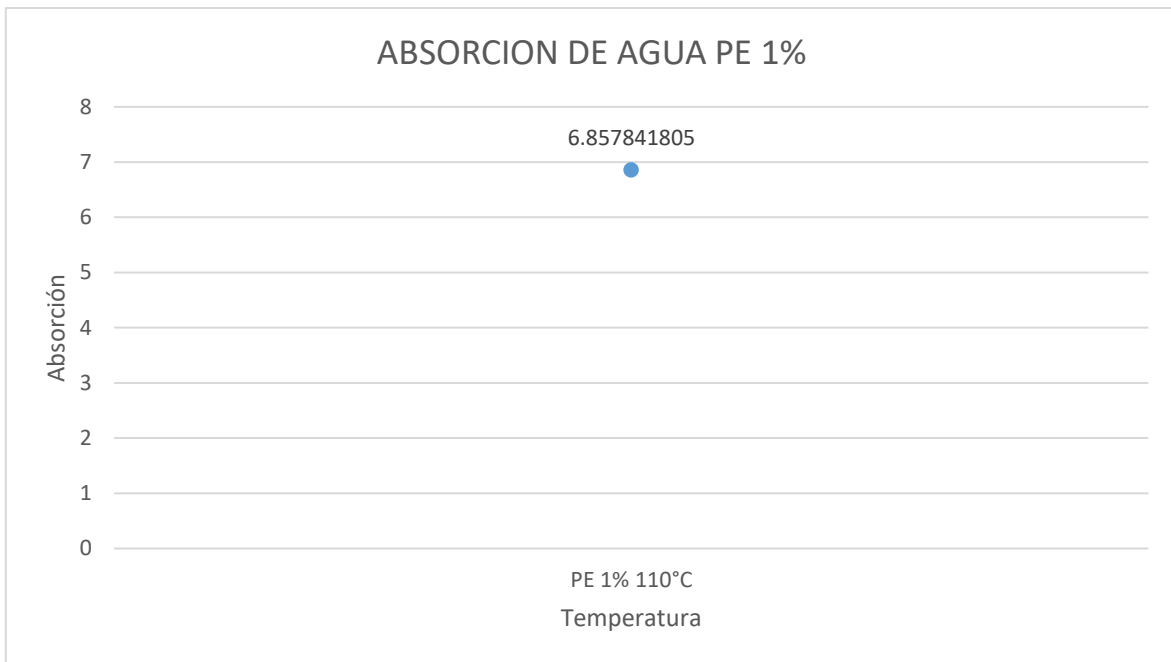 ABSORCION DE AGUA PE 1%
8
6.857841805
7
6
5
4
3
2
1
0
Absorción
PE 1% 110°C
Temperatura